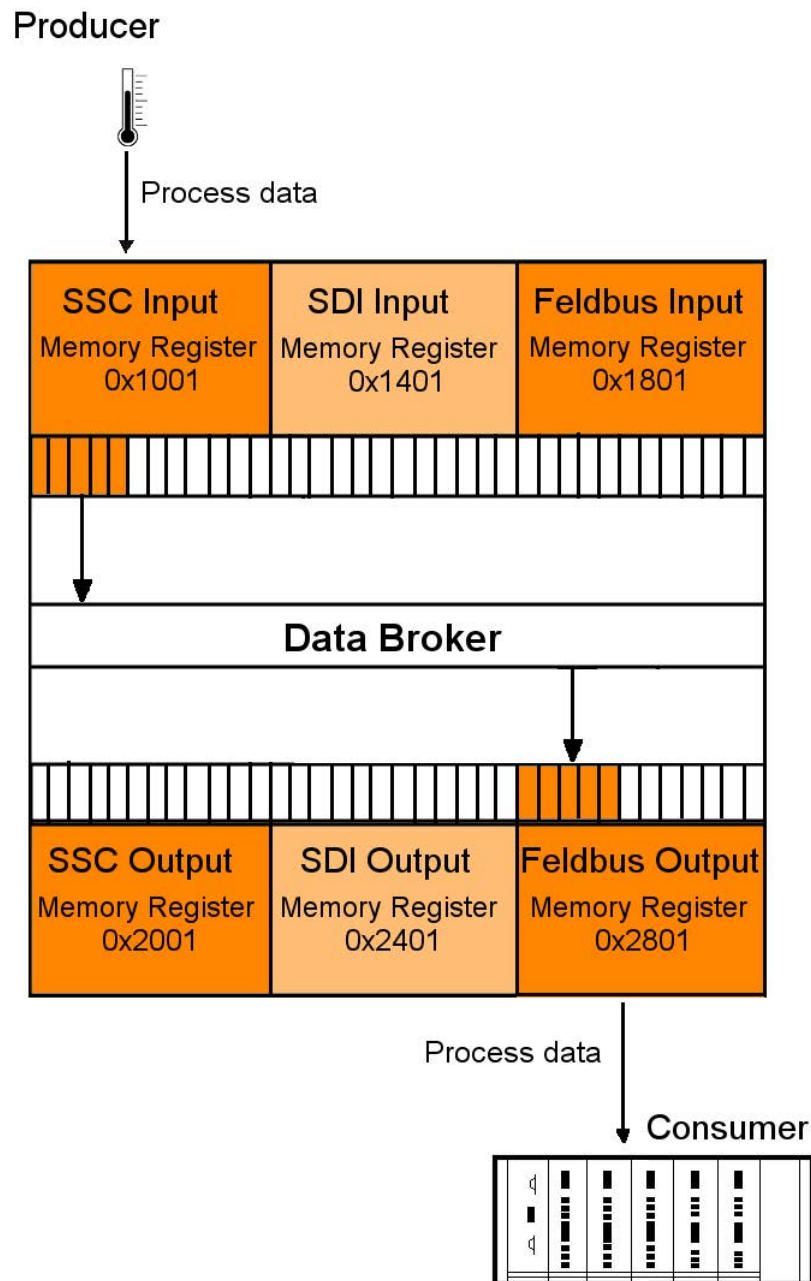 Producer
Process data
SSC Input
Memory Register
0x1001
SDI Input
Memory Register
0x1401
Feldbus Input
Memory Register
0x1801
Data Broker
SSC Output
Memory Register
0x2001
SDI Output
Memory Register
0x2401
Feldbus Output
Memory Register
0x2801
Process data
Consumer